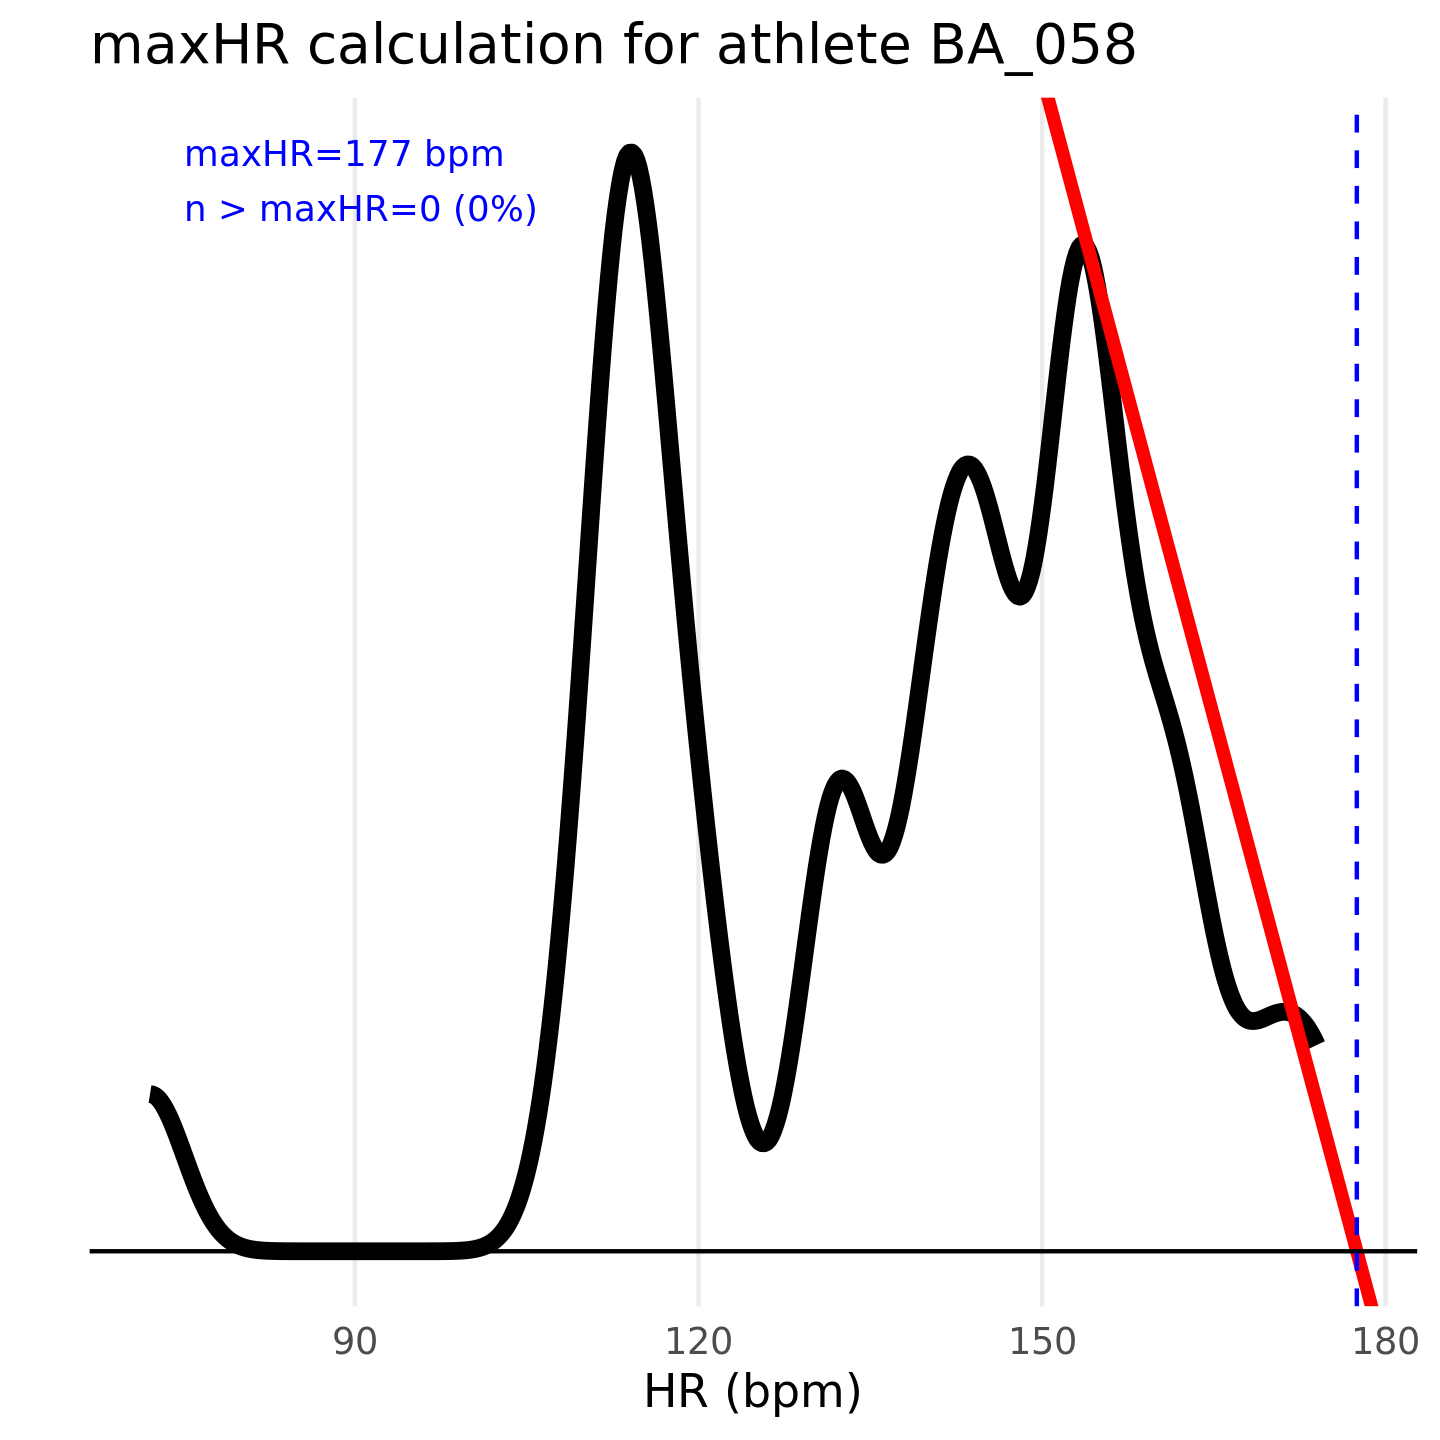 maxHR calculation for athlete BA_058
maxHR=177 bpm
n > maxHR=0 (0%)
90 120 150 180
HR (bpm)